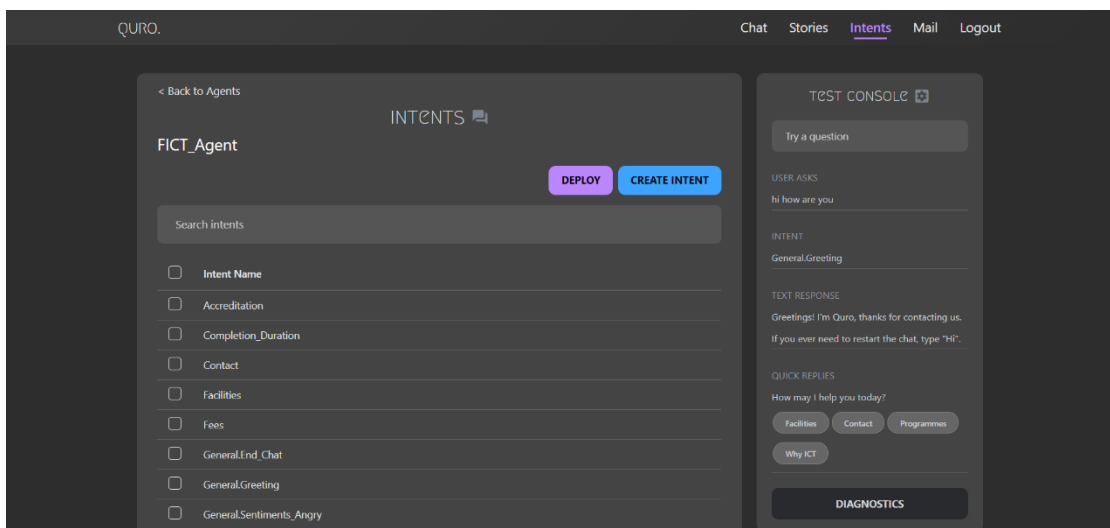 QURO.
Chat Stories Intents Mail Logout
< Back to Agents
INTENTS
FICT_Agent
DEPLOY CREATE INTENT
Search intents
Intent Name
Accreditation
Completion_Duration
Contact
Facilities
Fees
General.End_Chat
General.Greeting
General.Sentiments_Angry
TEST CONSOLE
Try a question
USER ASKS
hi how are you
INTENT
General.Greeting
TEXT RESPONSE
Greetings! I'm Quro, thanks for contacting us.
If you ever need to restart the chat, type "Hi".
QUICK REPLIES
How may I help you today?
Facilities Contact Programmes
Why ICT
DIAGNOSTICS